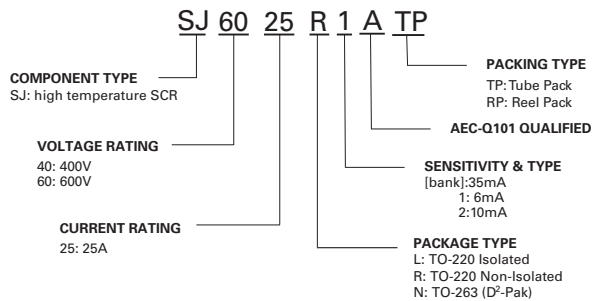 SJ 60 25 R 1 A TP
COMPONENT TYPE
SJ: high temperature SCR
VOLTAGE RATING
40: 400V
60: 600V
CURRENT RATING
25: 25A
PACKING TYPE
TP: Tube Pack
RP: Reel Pack
AEC-Q101 QUALIFIED
SENSITIVITY & TYPE
[bank]:35mA
1: 6mA
2:10mA
PACKAGE TYPE
L: TO-220 Isolated
R: TO-220 Non-Isolated
N: TO-263 (D²-Pak)